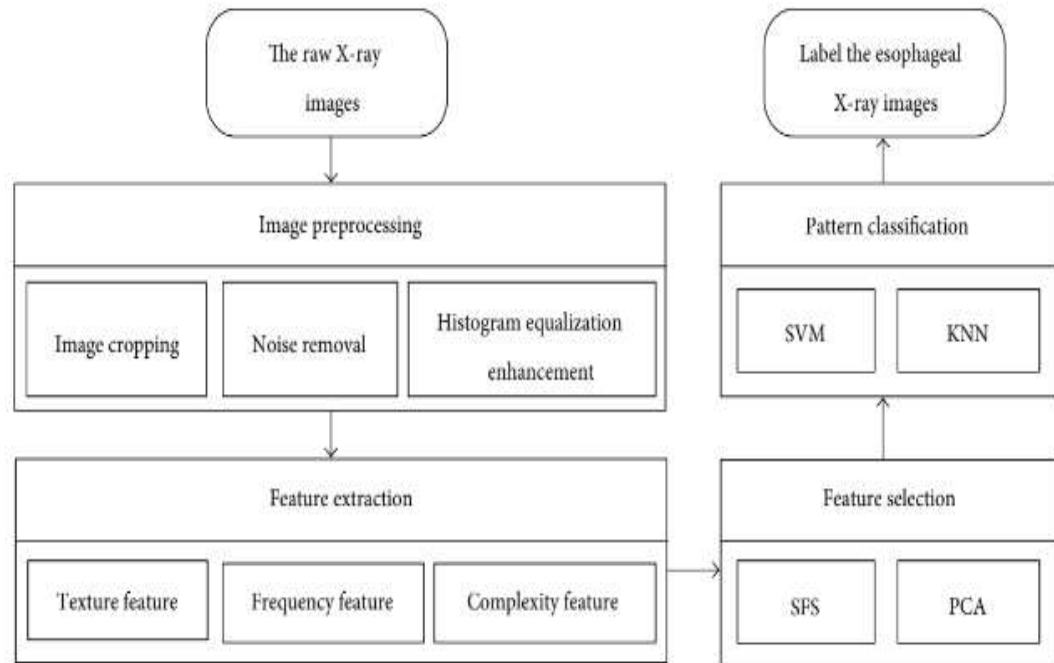 The raw X-ray
images
Image preprocessing
Image cropping
Noise removal
Histogram equalization
enhancement
Feature extraction
Texture feature
Frequency feature
Complexity feature
Feature selection
SFS
PCA
Pattern classification
SVM
KNN
Label the esophageal
X-ray images